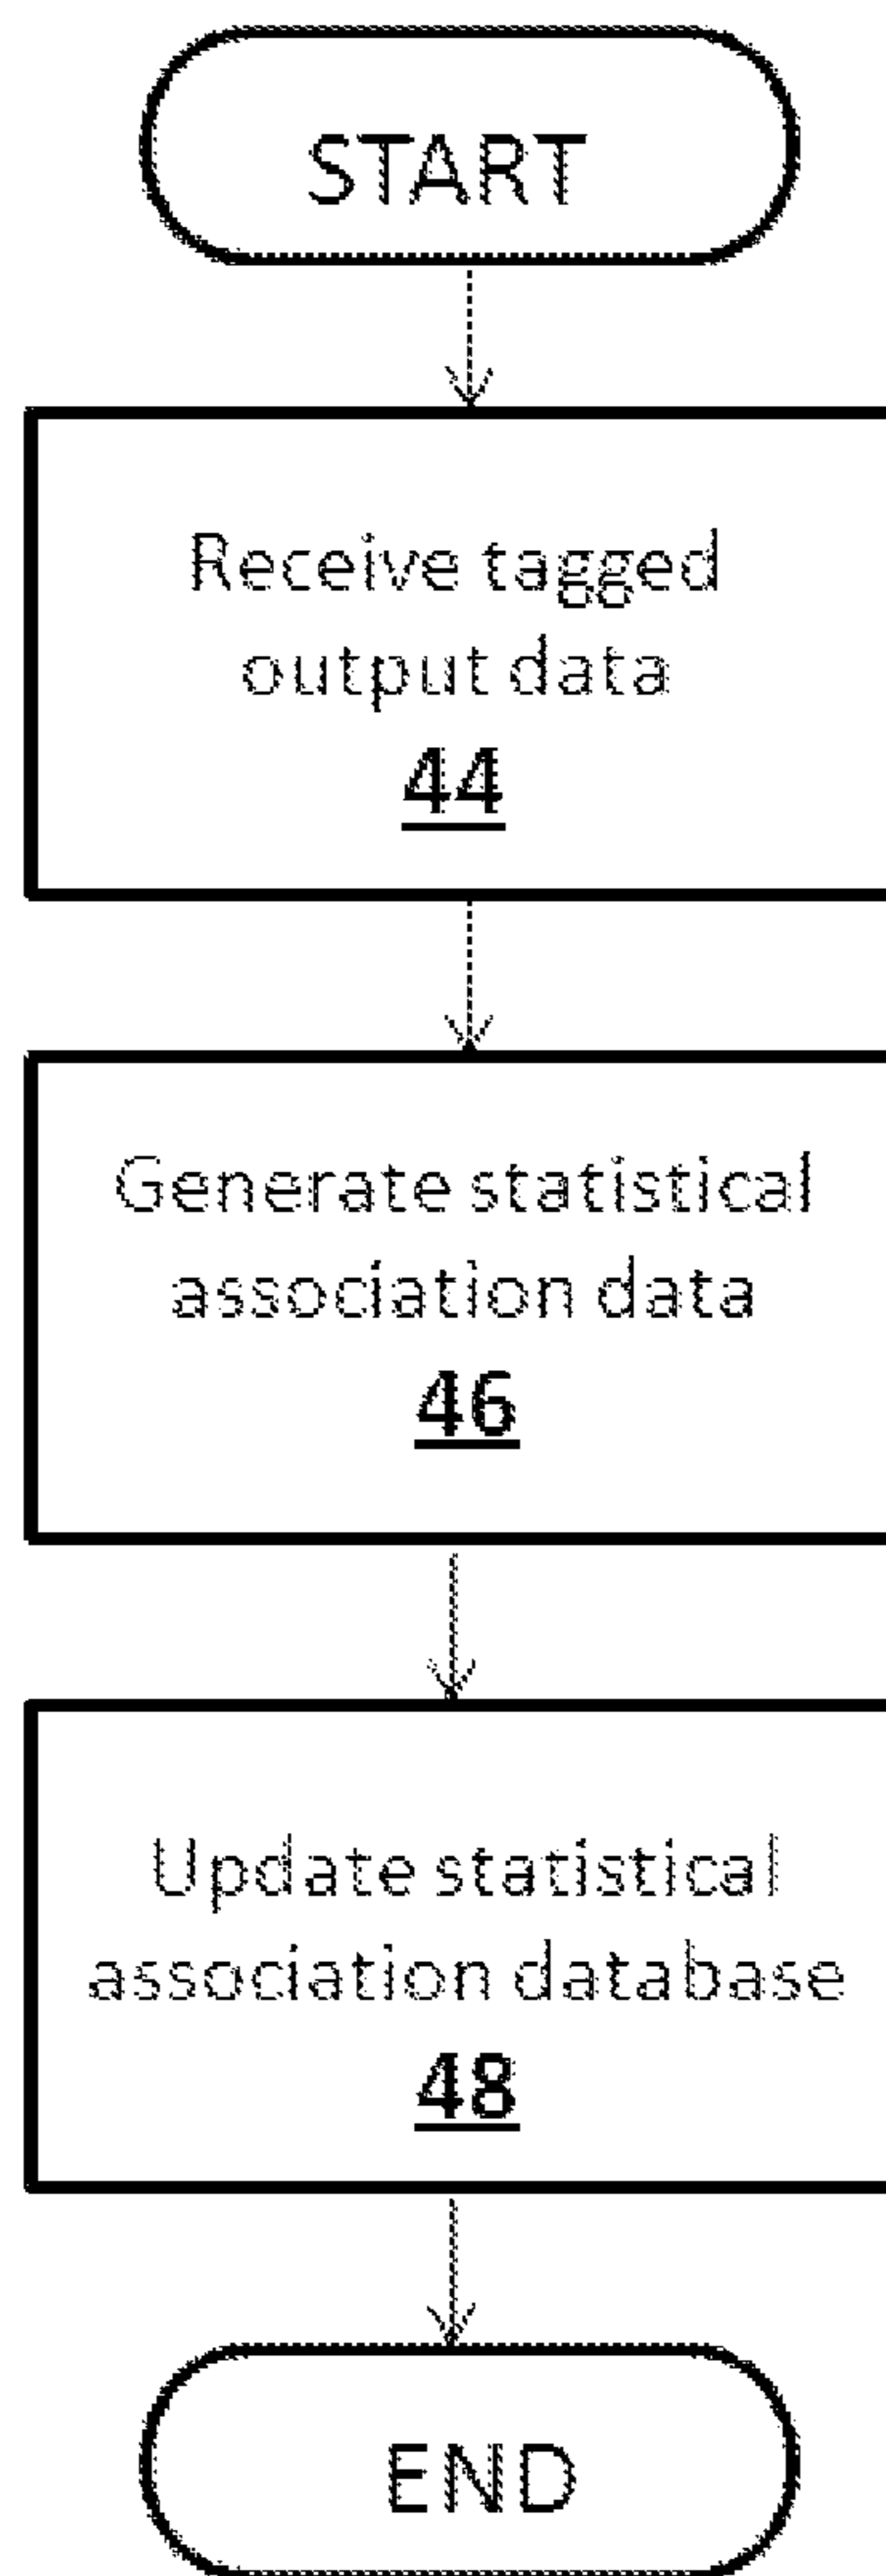 START
Receive tagged
output data
44
Generate statistical
association data
46
Update statistical
association database
48
END